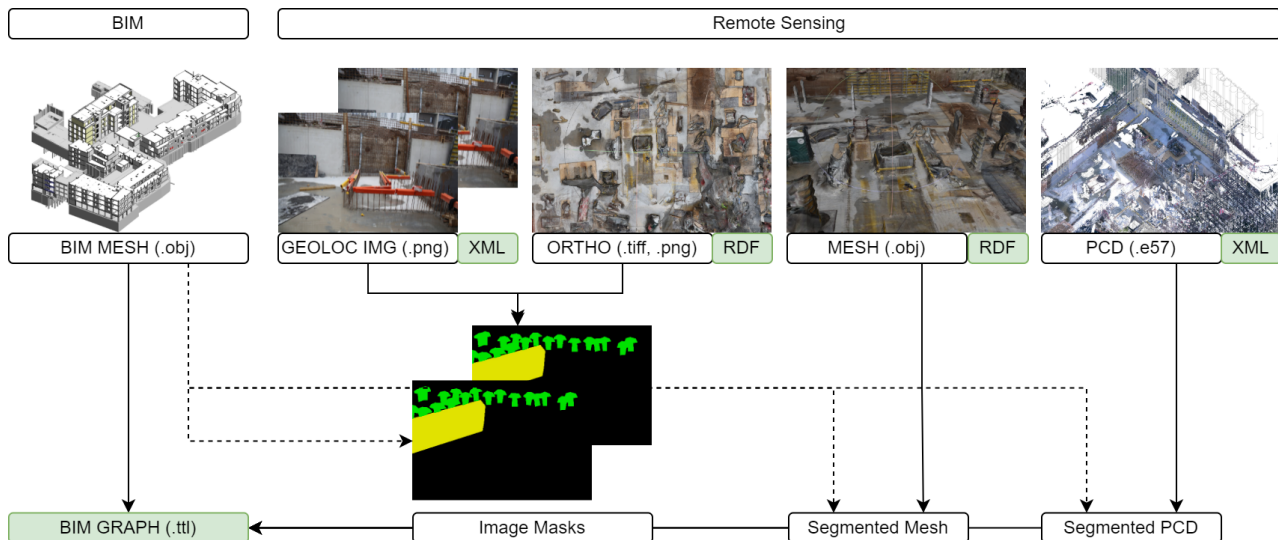 BIM
Remote Sensing
BIM MESH (.obj)
GEOLOC IMG (.png)
XML
ORTHO (.tiff, .png)
RDF
MESH (.obj)
RDF
PCD (.e57)
XML
BIM GRAPH (.ttl)
Image Masks
Segmented Mesh
Segmented PCD